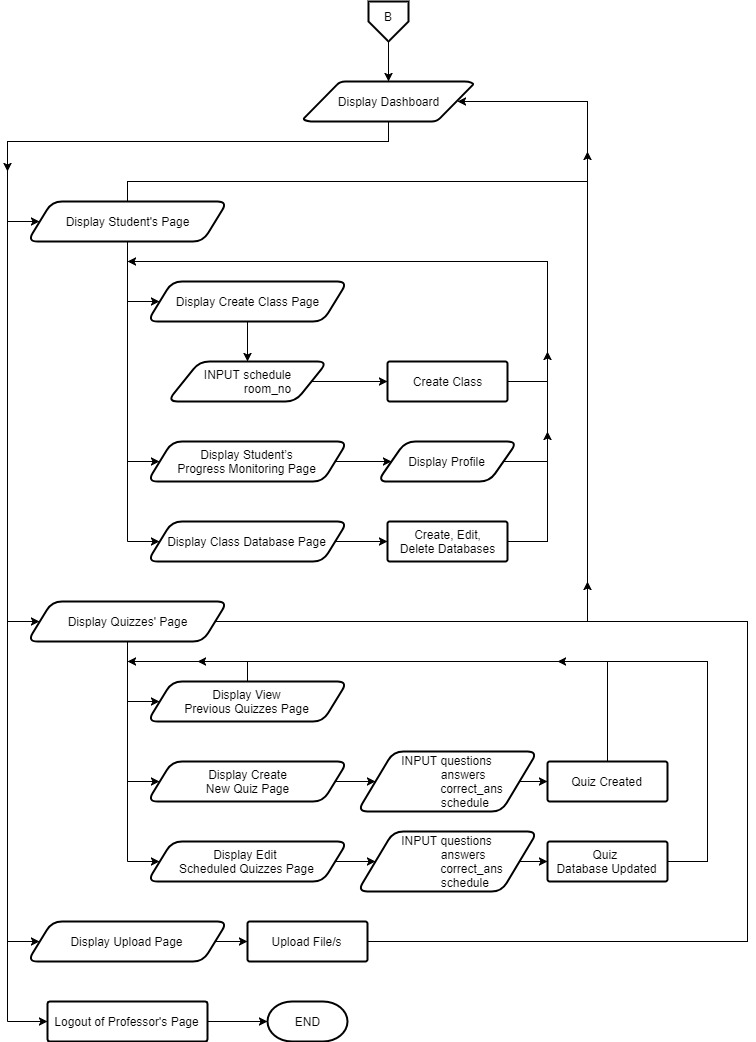 B
Display Dashboard
Display Student's Page
Display Create Class Page
INPUT schedule
room_no
Create Class
Display Student's
Progress Monitoring Page
Display Profile
Display Class Database Page
Create, Edit,
Delete Databases
Display Quizzes' Page
Display View
Previous Quizzes Page
Display Create
New Quiz Page
INPUT questions
answers
correct_ans
schedule
Quiz Created
Display Edit
Scheduled Quizzes Page
INPUT questions
answers
correct_ans
schedule
Quiz
Database Updated
Display Upload Page
Upload File/s
Logout of Professor's Page
END